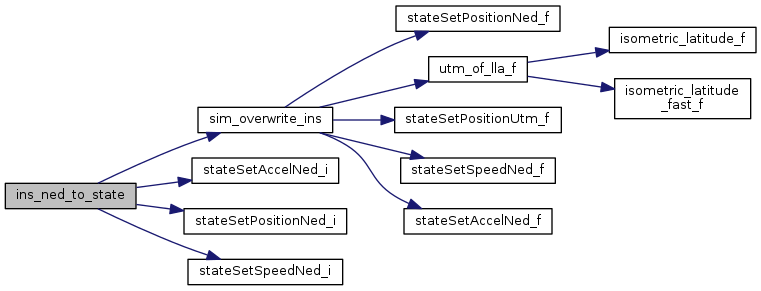 ins_ned_to_state
sim_overwrite_ins
stateSetAccelNed_i
stateSetPositionNed_i
stateSetSpeedNed_i
stateSetPositionNed_f
utm_of_lla_f
stateSetPositionUtm_f
stateSetSpeedNed_f
stateSetAccelNed_f
isometric_latitude_f
isometric_latitude
_fast_f